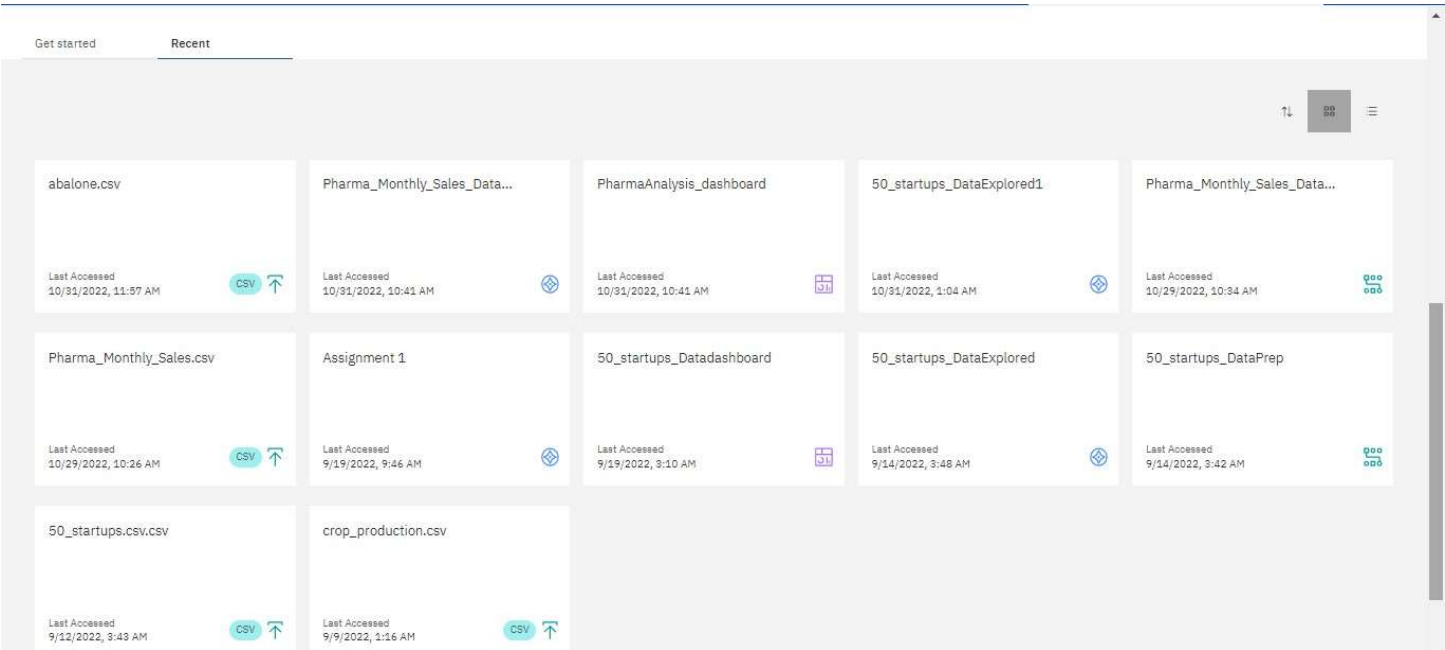 Get started
Recent
abalone.csv
Last Accessed
10/31/2022, 11:57 AM
CSV
Pharma_Monthly_Sales_Data...
Last Accessed
10/31/2022, 10:41 AM
PharmaAnalysis_dashboard
Last Accessed
10/31/2022, 10:41 AM
50_startups_DataExplored1
Last Accessed
10/31/2022, 1:04 AM
Pharma_Monthly_Sales_Data...
Last Accessed
10/29/2022, 10:34 AM
Pharma_Monthly_Sales.csv
Last Accessed
10/29/2022, 10:26 AM
CSV
Assignment 1
Last Accessed
9/19/2022, 9:46 AM
50_startups_Datadashboard
Last Accessed
9/19/2022, 3:10 AM
50_startups_DataExplored
Last Accessed
9/14/2022, 3:48 AM
50_startups_DataPrep
Last Accessed
9/14/2022, 3:42 AM
50_startups.csv.csv
Last Accessed
9/12/2022, 3:43 AM
CSV
crop_production.csv
Last Accessed
9/9/2022, 1:16 AM
CSV